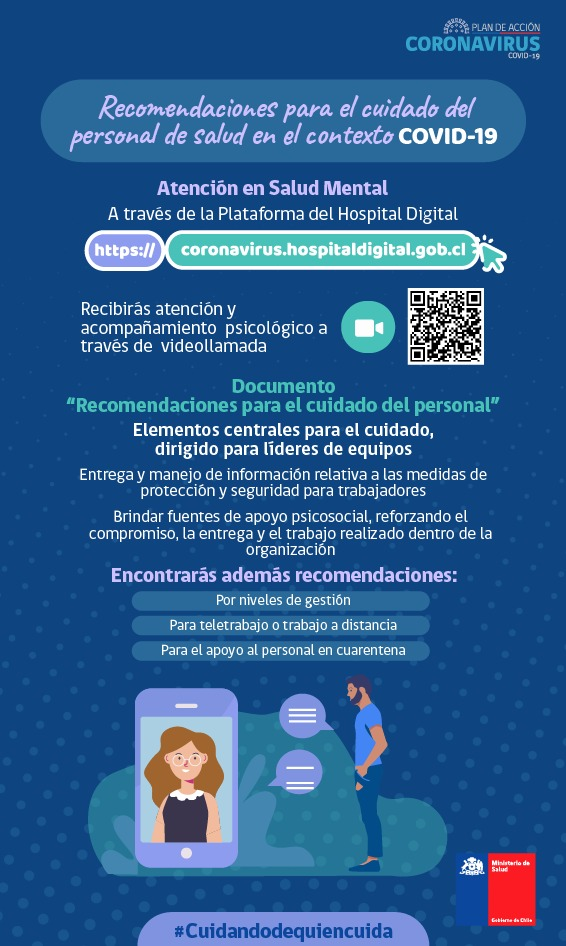 PLAN DE ACCIÓN
CORONAVIRUS
COVID-19
Recomendaciones para el cuidado del
personal de salud en el contexto COVID-19
Atención en Salud Mental
A través de la Plataforma del Hospital Digital
https:// coronavirus.hospitaldigital.gob.cl
Recibirás atención y
acompañamiento psicológico a
través de videollamada
Documento
“Recomendaciones para el cuidado del personal”
Elementos centrales para el cuidado,
dirigido para líderes de equipos
Entrega y manejo de información relativa a las medidas de
protección y seguridad para trabajadores
Brindar fuentes de apoyo psicosocial, reforzando el
compromiso, la entrega y el trabajo realizado dentro de la
organización
Encontrarás además recomendaciones:
Por niveles de gestión
Para teletrabajo o trabajo a distancia
Para el apoyo al personal en cuarentena
Ministerio de
Salud
Gobierno de Chile
#Cuidandodequiencuida